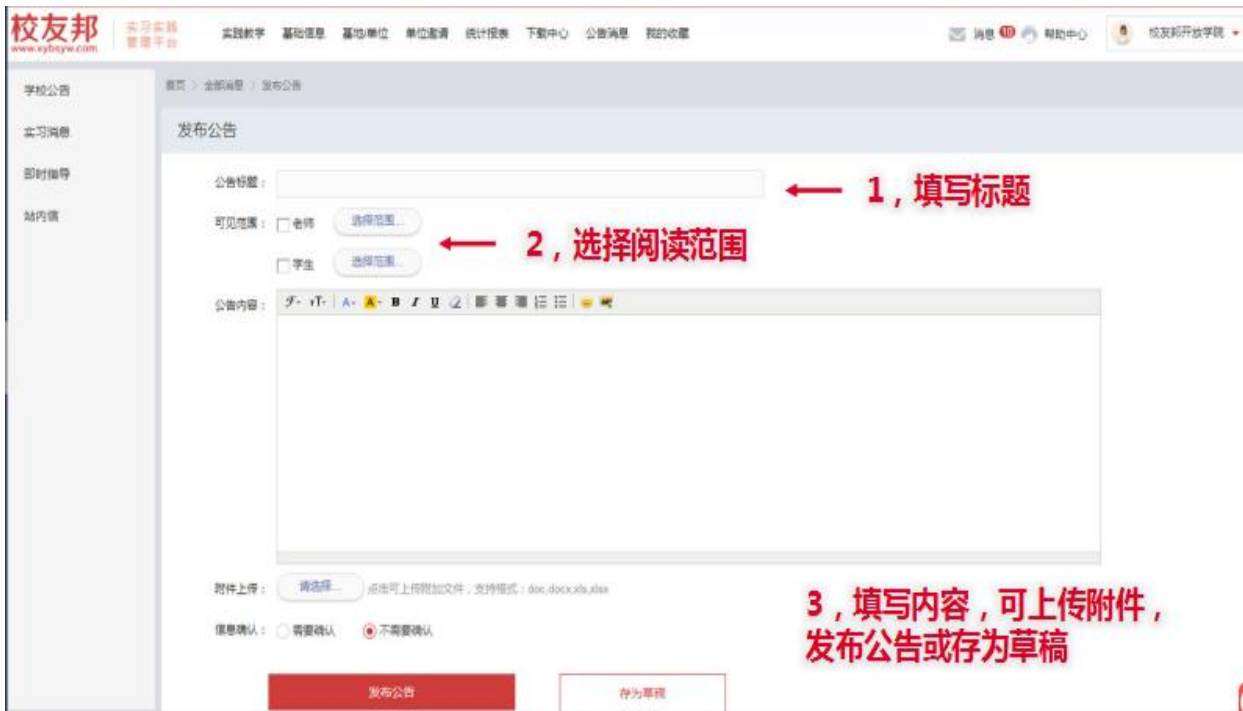 校友邦
www.xybsyw.com
实习实践
管理平台
实践教学 基础信息 基地/单位 单位邀请 统计报表 下载中心 公告消息 我的收藏
消息 帮助中心 校友邦开放学院
学校公告
实习消息
即时指导
站内信
首页 > 全部消息 > 发布公告
发布公告
公告标题：
1，填写标题
可见范围： 老师 选择范围...
学生 选择范围...
2，选择阅读范围
公告内容：
附件上传： 请选择... 点击可上传附加文件，支持格式：doc,docx,xls,xlsx
信息确认： 需要确认 不需要确认
3，填写内容，可上传附件，
发布公告或存为草稿
发布公告 存为草稿